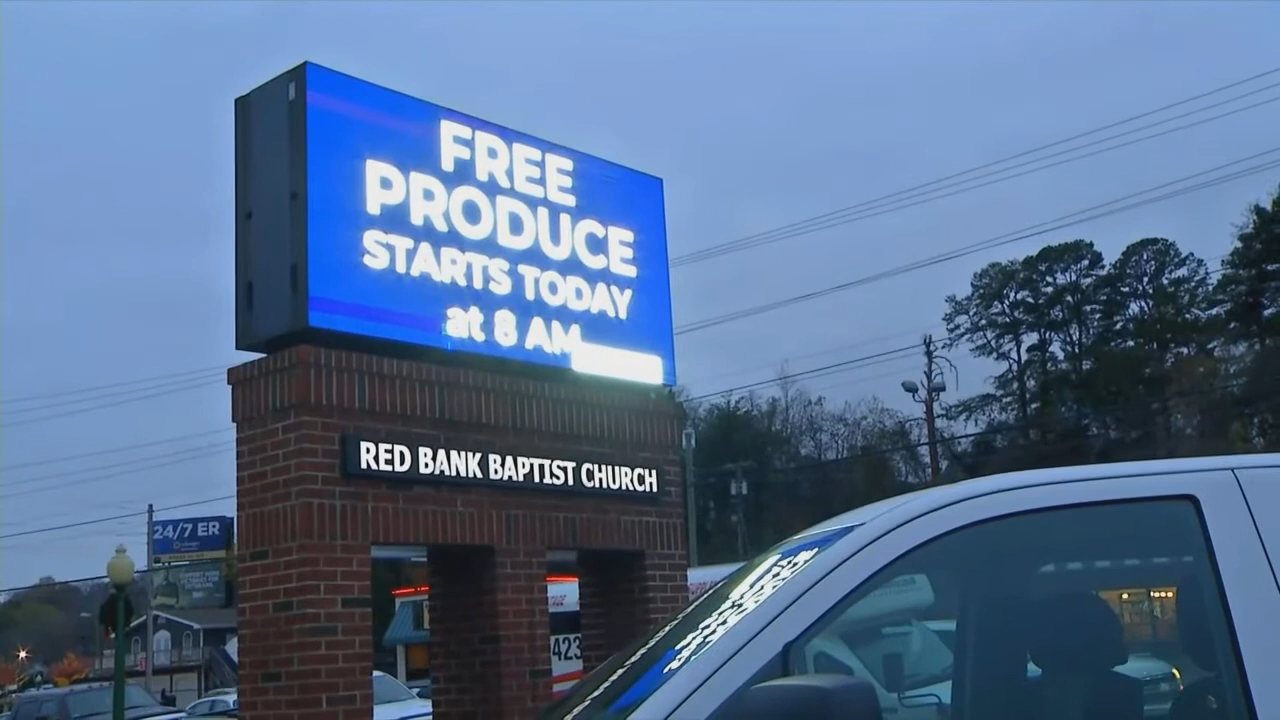 FREE
PRODUCE
STARTS TODAY
at 8 AM
RED BANK BAPTIST CHURCH
24/7 ER
423